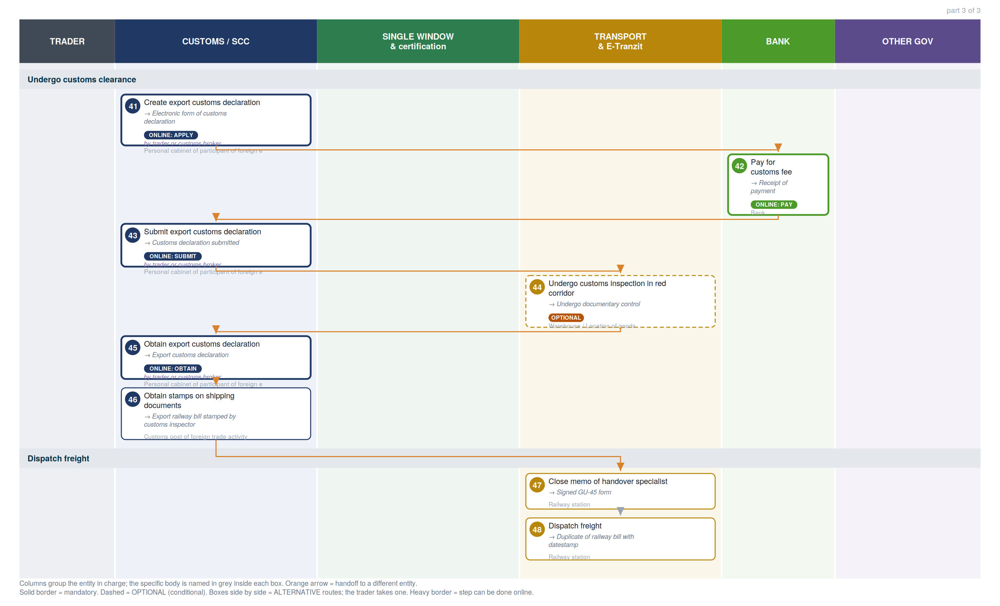 part 3 of 3
TRADER
CUSTOMS / SCC
SINGLE WINDOW
& certification
TRANSPORT
& E-Tranzit
BANK
OTHER GOV
Undergo customs clearance
41
Create export customs declaration
→ Electronic form of customs
declaration
ONLINE: APPLY
by trader or customs broker
Personal cabinet of participant of foreign e
42
Pay for
customs fee
→ Receipt of
payment
ONLINE: PAY
Bank
43
Submit export customs declaration
→ Customs declaration submitted
ONLINE: SUBMIT
by trader or customs broker
Personal cabinet of participant of foreign e
44
Undergo customs inspection in red
corridor
→ Undergo documentary control
OPTIONAL
Warehouse / Location of goods
45
Obtain export customs declaration
→ Export customs declaration
ONLINE: OBTAIN
by trader or customs broker
Personal cabinet of participant of foreign e
46
Obtain stamps on shipping
documents
→ Export railway bill stamped by
customs inspector
Customs post of foreign trade activity
Dispatch freight
47
Close memo of handover specialist
→ Signed GU-45 form
Railway station
48
Dispatch freight
→ Duplicate of railway bill with
datestamp
Railway station
Columns group the entity in charge; the specific body is named in grey inside each box. Orange arrow = handoff to a different entity.
Solid border = mandatory. Dashed = OPTIONAL (conditional). Boxes side by side = ALTERNATIVE routes; the trader takes one. Heavy border = step can be done online.